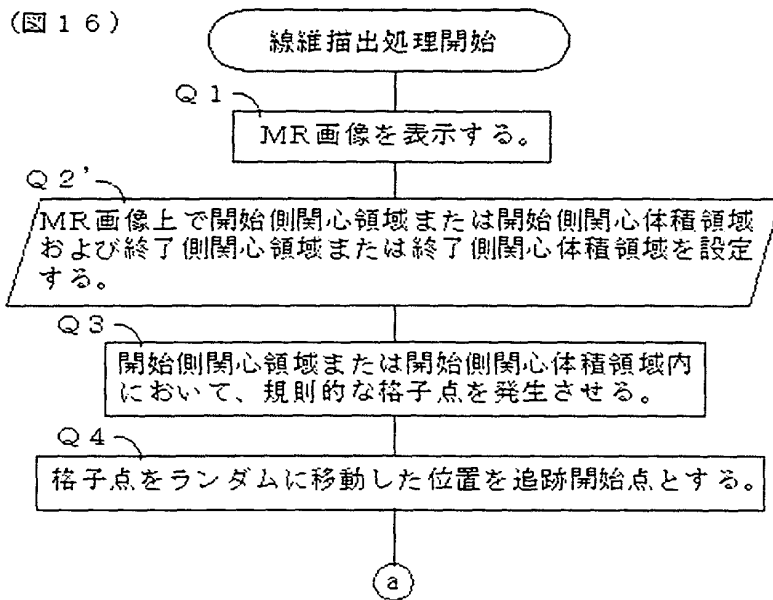 (図16)
線維描出処理開始
Q1
MR画像を表示する。
Q2'
MR画像上で開始側関心領域または開始側関心体積領域
および終了側関心領域または終了側関心体積領域を設定
する。
Q3
開始側関心領域または開始側関心体積領域内
において、規則的な格子点を発生させる。
Q4
格子点をランダムに移動した位置を追跡開始点とする。
a